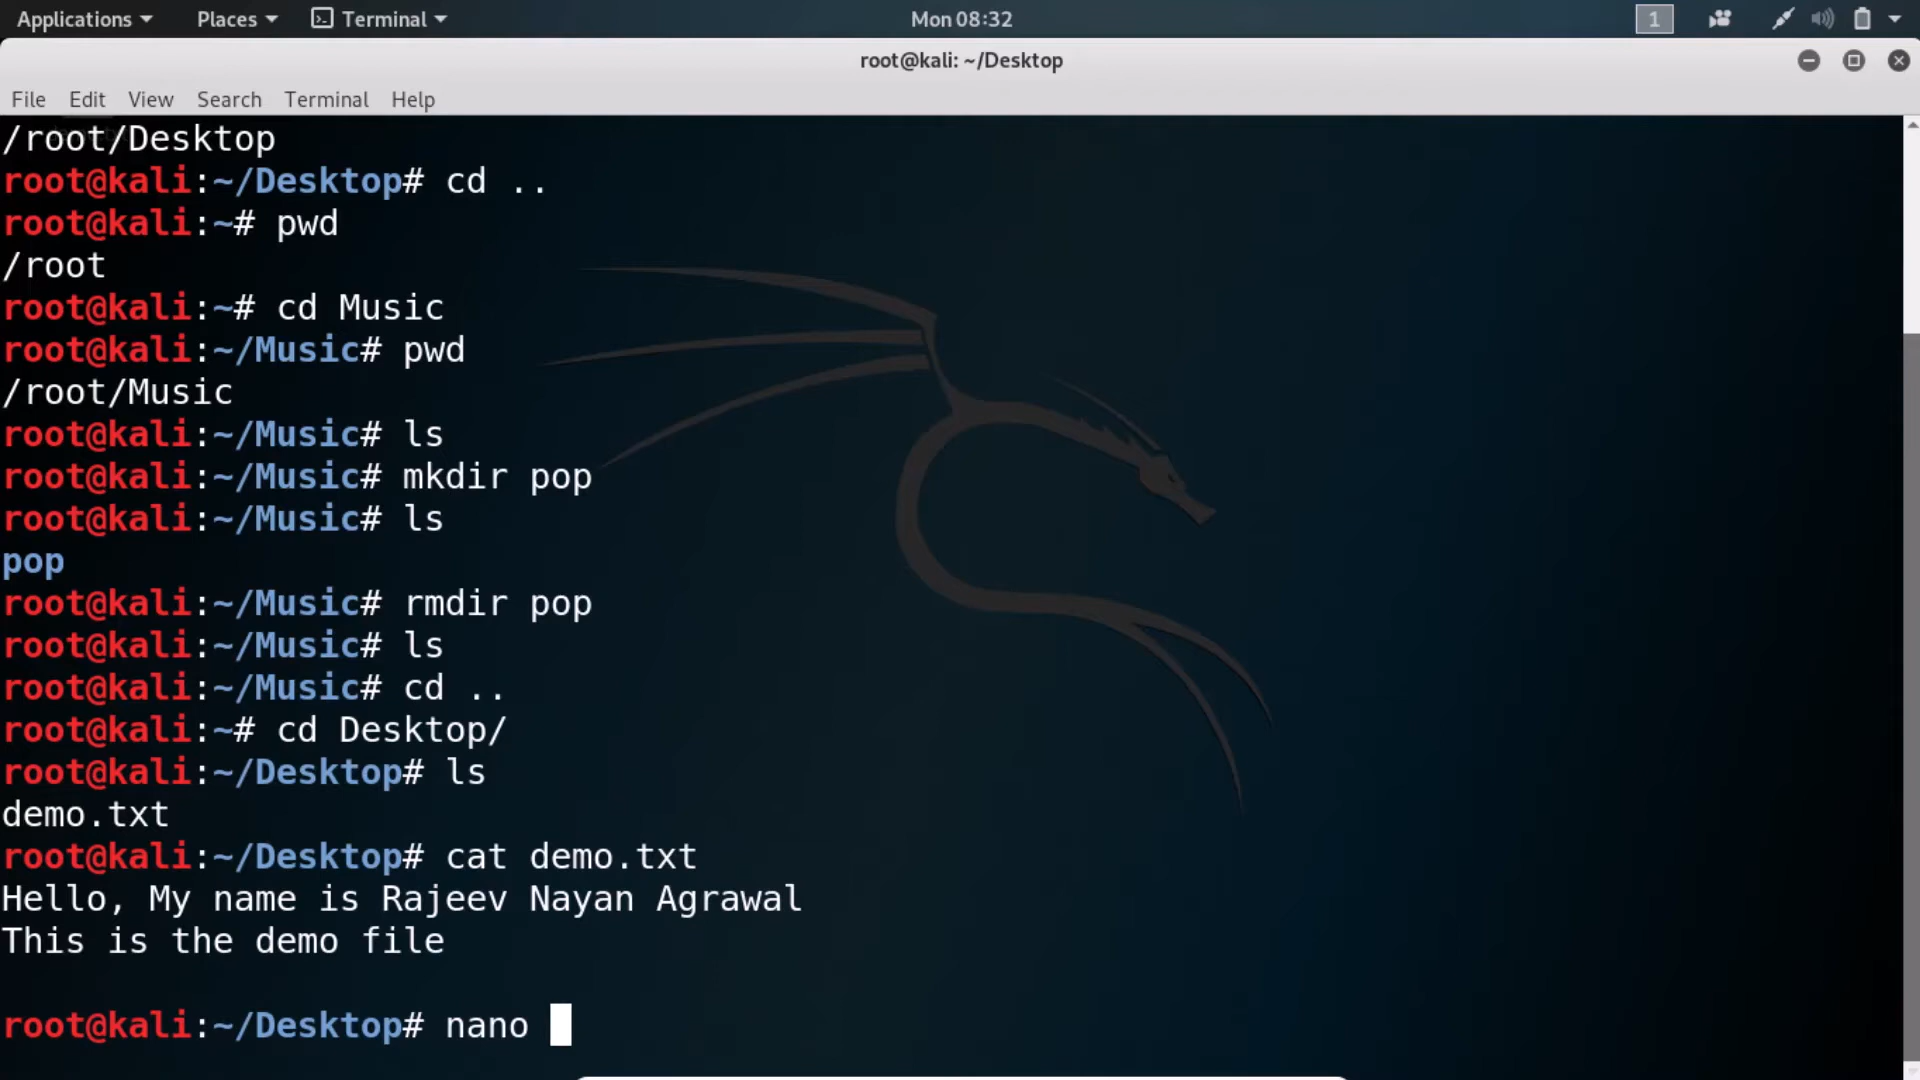 Applications Places Terminal Mon 08:32 1
root@kali: ~/Desktop
File Edit View Search Terminal Help
/root/Desktop
root@kali:~/Desktop# cd ..
root@kali:~# pwd
/root
root@kali:~# cd Music
root@kali:~/Music# pwd
/root/Music
root@kali:~/Music# ls
root@kali:~/Music# mkdir pop
root@kali:~/Music# ls
pop
root@kali:~/Music# rmdir pop
root@kali:~/Music# ls
root@kali:~/Music# cd ..
root@kali:~# cd Desktop/
root@kali:~/Desktop# ls
demo.txt
root@kali:~/Desktop# cat demo.txt
Hello, My name is Rajeev Nayan Agrawal
This is the demo file
root@kali:~/Desktop# nano